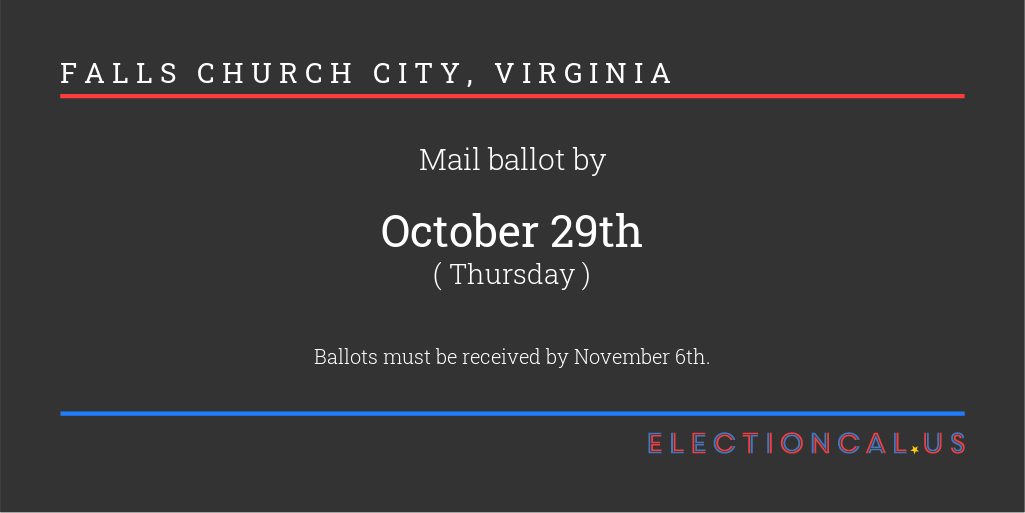 FALLS CHURCH CITY, VIRGINIA
Mail ballot by
October 29th
( Thursday )
Ballots must be received by November 6th.
ELECTIONCAL.US